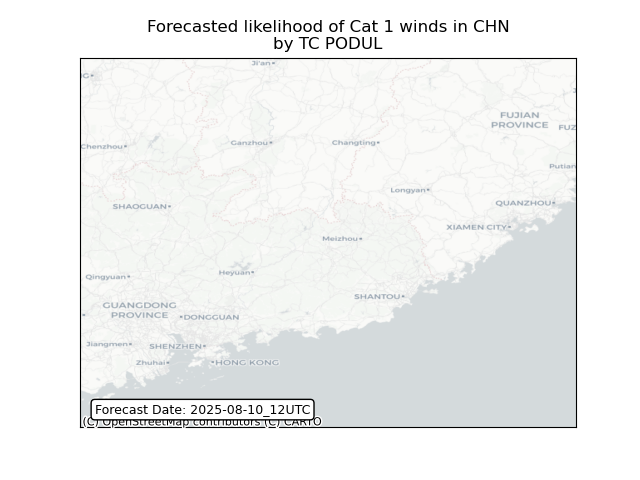 Forecasted likelihood of Cat 1 winds in CHN
by TC PODUL
Ji'an
Chenzhou
Ganzhou
Changting
FUJIAN
PROVINCE
FUZ
Putian
Longyan
SHAOGUAN
QUANZHOU
XIAMEN CITY
Meizhou
Qingyuan
Heyuan
SHANTOU
GUANGDONG
PROVINCE
DONGGUAN
Jiangmen
SHENZHEN
Zhuhai
HONG KONG
Forecast Date: 2025-08-10_12UTC
(C) OpenStreetMap contributors (C) CARTO